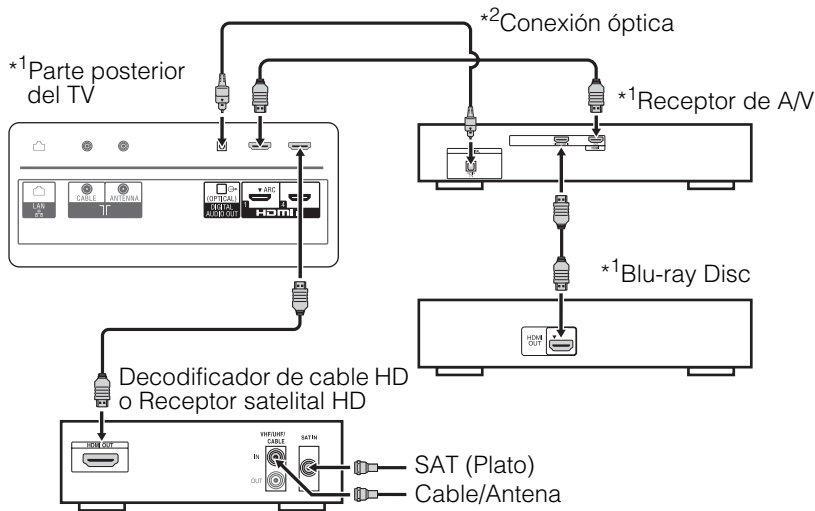 *2Conexión óptica
*1Parte posterior
del TV
*1Receptor de A/V
LAN
CABLE
ANTENNA
(OPTICAL)
DIGITAL
AUDIO OUT
ARC
1
4
HDMI
*1Blu-ray Disc
HDMI
OUT
Decodificador de cable HD
o Receptor satelital HD
HDMI OUT
VHF/UHF/
CABLE
SAT IN
IN
OUT
SAT (Plato)
Cable/Antena